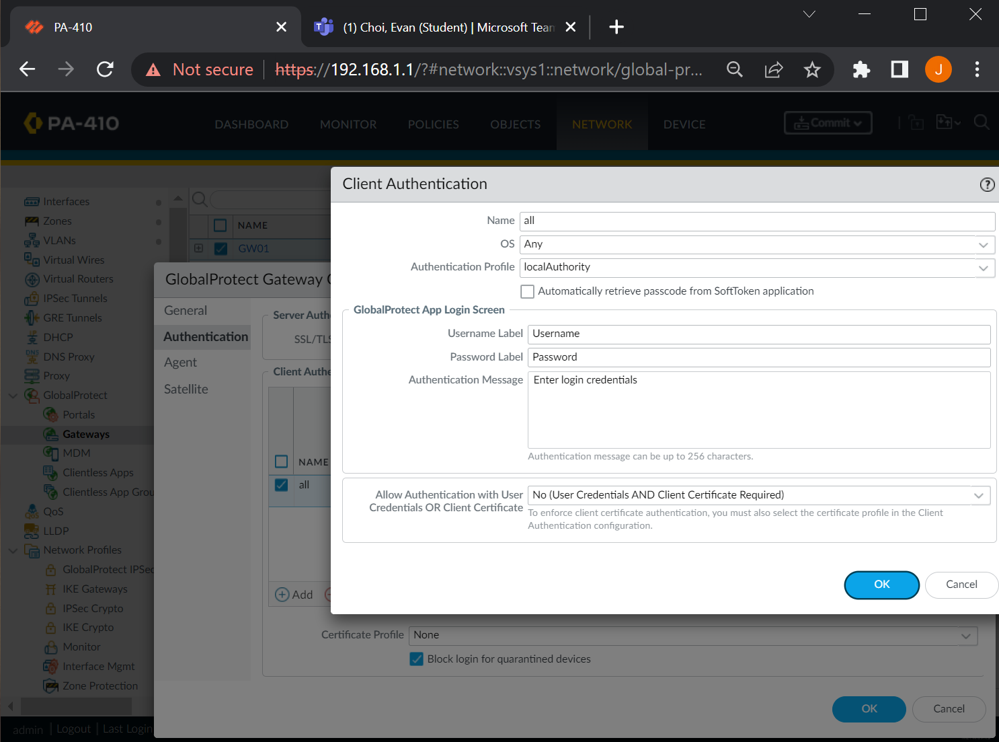 PA-410
(1) Choi, Evan (Student) | Microsoft Team
Not secure
https://192.168.1.1/?#network::vsys1::network/global-pr...
J
PA-410
DASHBOARD
MONITOR
POLICIES
OBJECTS
NETWORK
DEVICE
Commit
Interfaces
Zones
VLANs
Virtual Wires
Virtual Routers
IPSec Tunnels
GRE Tunnels
DHCP
DNS Proxy
Proxy
GlobalProtect
Portals
Gateways
MDM
Clientless Apps
Clientless App Grou
QoS
LLDP
Network Profiles
GlobalProtect IPSec
IKE Gateways
IPSec Crypto
IKE Crypto
Monitor
Interface Mgmt
Zone Protection
admin | Logout | Last Login
NAME
GW01
GlobalProtect Gateway C
General
Authentication
Agent
Satellite
Server Authe
SSL/TLS
Client Authe
NAME
all
Add
Certificate Profile
None
Block login for quarantined devices
OK
Cancel
Client Authentication
Name
all
OS
Any
Authentication Profile
localAuthority
Automatically retrieve passcode from SoftToken application
GlobalProtect App Login Screen
Username Label
Username
Password Label
Password
Authentication Message
Enter login credentials
Authentication message can be up to 256 characters.
Allow Authentication with User
Credentials OR Client Certificate
No (User Credentials AND Client Certificate Required)
To enforce client certificate authentication, you must also select the certificate profile in the Client
Authentication configuration.
OK
Cancel